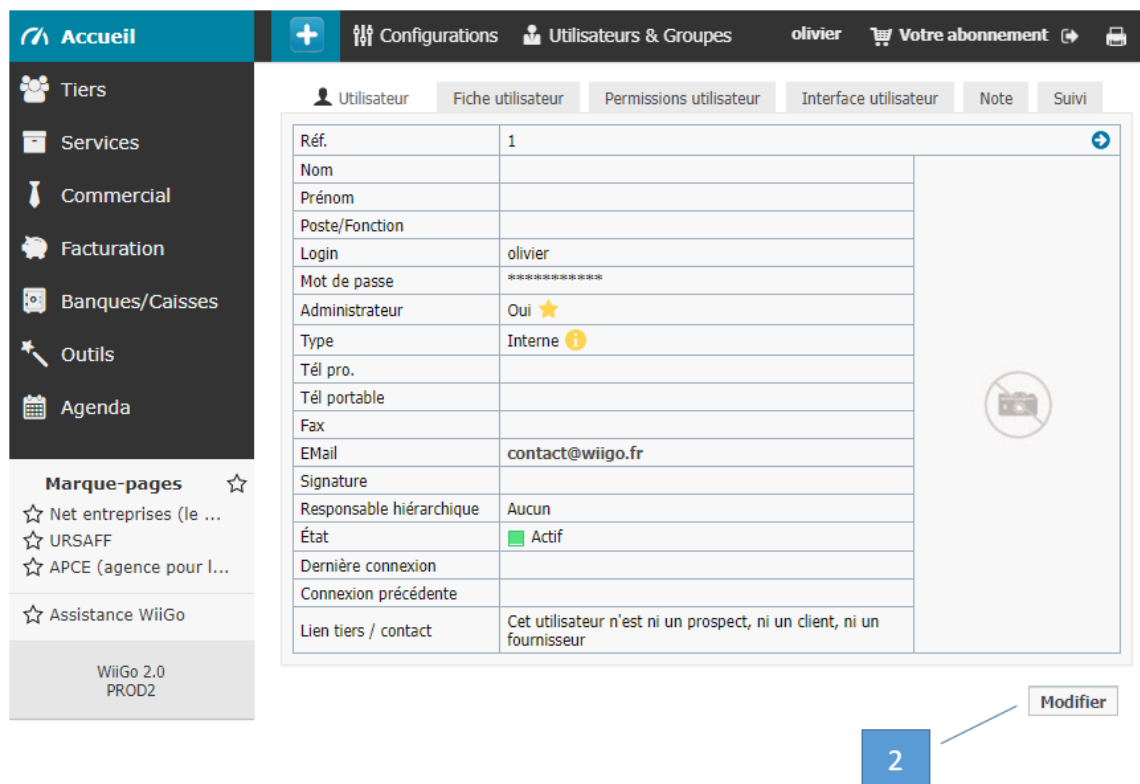 Accueil
Configurations Utilisateurs & Groupes olivier Votre abonnement
Tiers
Services
Commercial
Facturation
Banques/Caisses
Outils
Agenda
Marque-pages
Net entreprises (le ...
URSAFF
APCE (agence pour l...
Assistance WiiGo
WiiGo 2.0
PROD2
Utilisateur Fiche utilisateur Permissions utilisateur Interface utilisateur Note Suivi
Réf. 1
Nom
Prénom
Poste/Fonction
Login olivier
Mot de passe ***********
Administrateur Oui
Type Interne
Tél pro.
Tél portable
Fax
EMail contact@wiigo.fr
Signature
Responsable hiérarchique Aucun
État Actif
Dernière connexion
Connexion précédente
Lien tiers / contact Cet utilisateur n'est ni un prospect, ni un client, ni un
fournisseur
Modifier
2